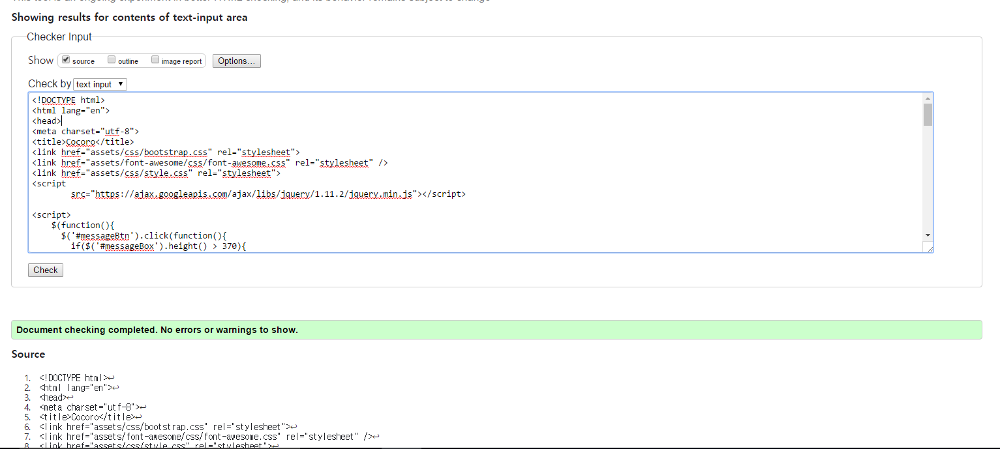 This tool is an ongoing experiment in better HTML checking, and its behavior remains subject to change
Showing results for contents of text-input area
Checker Input
Show source outline image report Options...
Check by text input
<!DOCTYPE html>
<html lang="en">
<head>
<meta charset="utf-8">
<title>Cocoro</title>
<link href="assets/css/bootstrap.css" rel="stylesheet">
<link href="assets/font-awesome/css/font-awesome.css" rel="stylesheet" />
<link href="assets/css/style.css" rel="stylesheet">
<script
src="https://ajax.googleapis.com/ajax/libs/jquery/1.11.2/jquery.min.js"></script>
<script>
$(function(){
$('#messageBtn').click(function(){
if($('#messageBox').height() > 370){
Check
Document checking completed. No errors or warnings to show.
Source
1. <!DOCTYPE html>↩
2. <html lang="en">↩
3. <head>↩
4. <meta charset="utf-8">↩
5. <title>Cocoro</title>↩
6. <link href="assets/css/bootstrap.css" rel="stylesheet">↩
7. <link href="assets/font-awesome/css/font-awesome.css" rel="stylesheet" />↩
8. <link href="assets/css/style.css" rel="stylesheet">↩